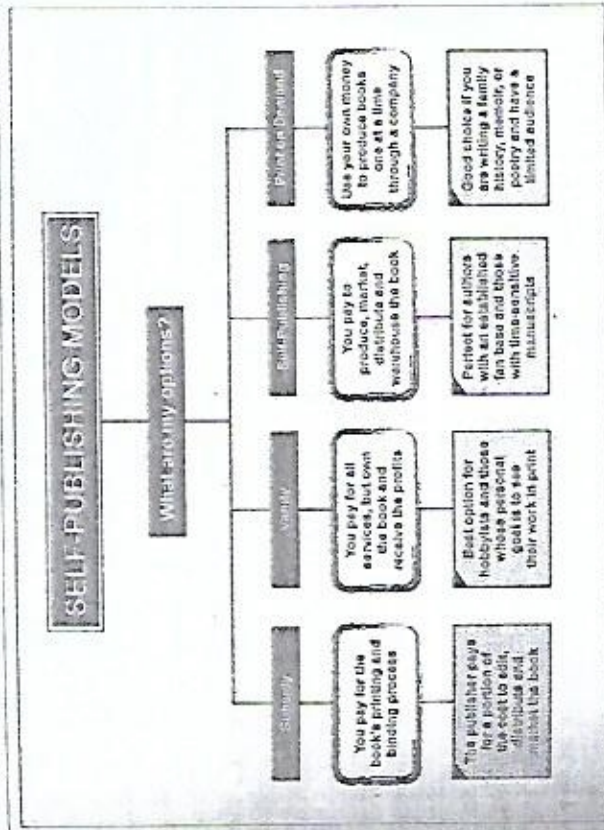 SELF-PUBLISHING MODELS
What are my options?
Subsidy
You pay for the
book's printing and
binding process
The publisher pays
for a portion of
the cost to edit,
distribute and
market the book
Vanity
You pay for all
services, but own
the book and
receive the profits
Best option for
hobbyists and those
whose personal
goal is to see
their work in print
Self-Publishing
You pay to
produce, market,
distribute and
warehouse the book
Perfect for authors
with an established
fan base and those
with time-sensitive
manuscripts
Print on Demand
Use your own money
to produce books
one at a time
through a company
Good choice if you
are writing a family
history, memoir, or
poetry and have a
limited audience